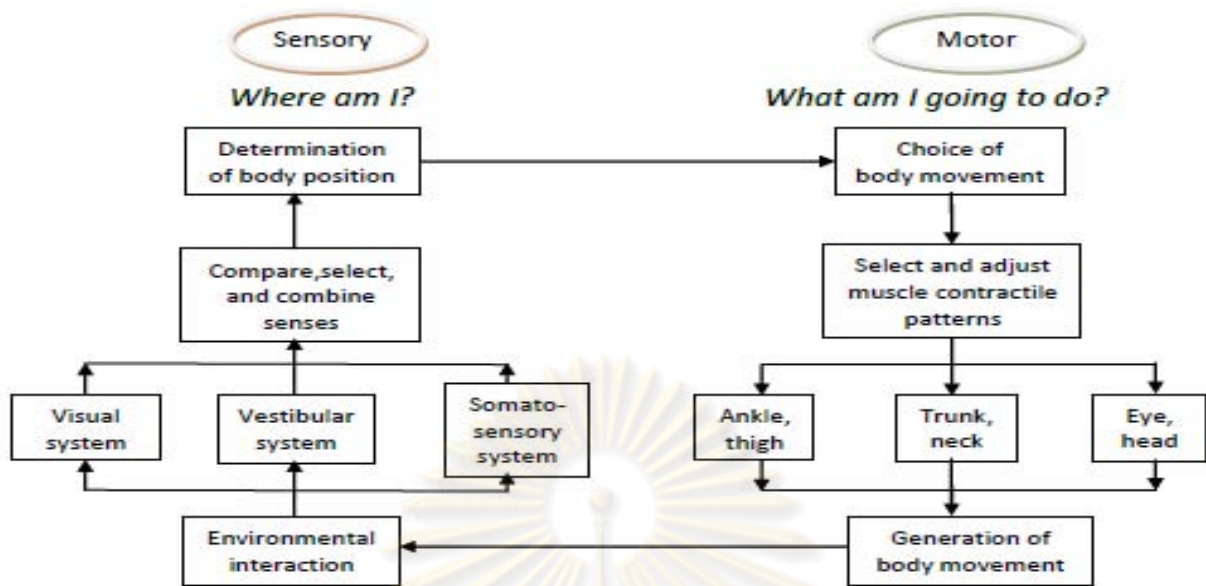 Sensory
Motor
Where am I?
What am I going to do?
Determination
of body position
Choice of
body movement
Compare,select,
and combine
senses
Select and adjust
muscle contractile
patterns
Visual
system
Vestibular
system
Somato-
sensory
system
Ankle,
thigh
Trunk,
neck
Eye,
head
Environmental
interaction
Generation of
body movement